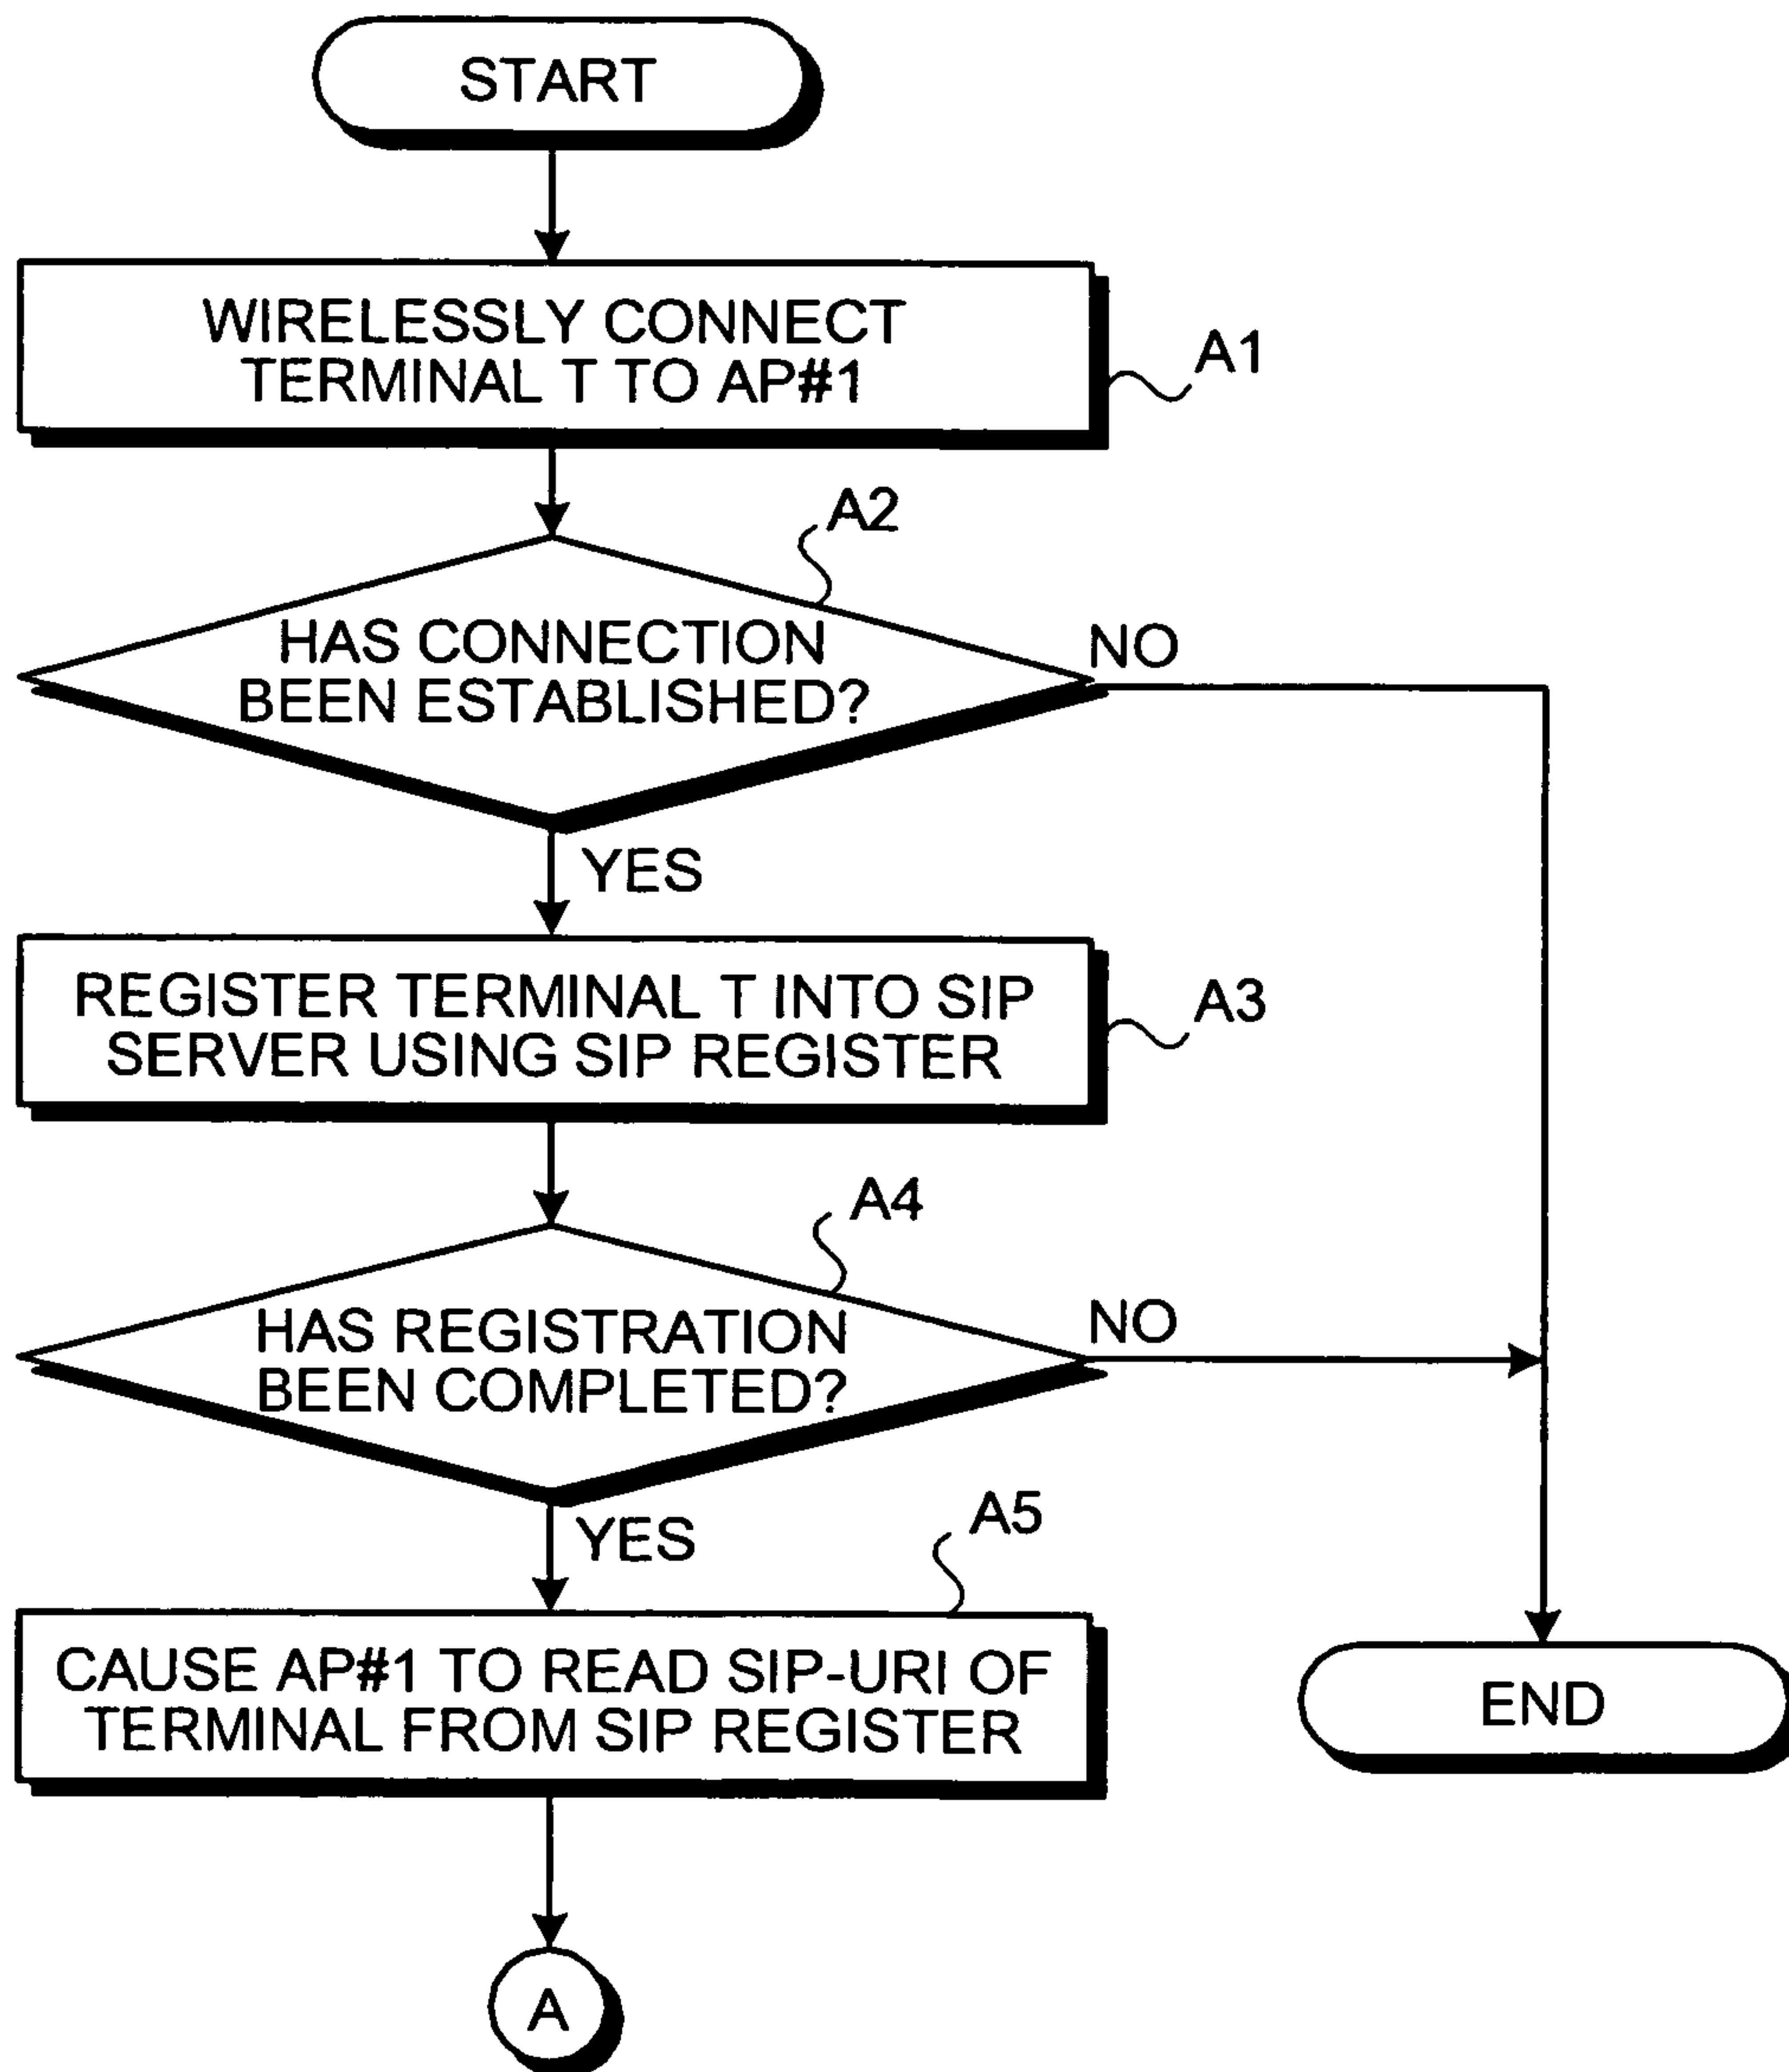 START
WIRELESSLY CONNECT
TERMINAL T TO AP#1
A1
A2
HAS CONNECTION
BEEN ESTABLISHED?
NO
YES
REGISTER TERMINAL T INTO SIP
SERVER USING SIP REGISTER
A3
A4
HAS REGISTRATION
BEEN COMPLETED?
NO
YES
A5
CAUSE AP#1 TO READ SIP-URI OF
TERMINAL FROM SIP REGISTER
END
A